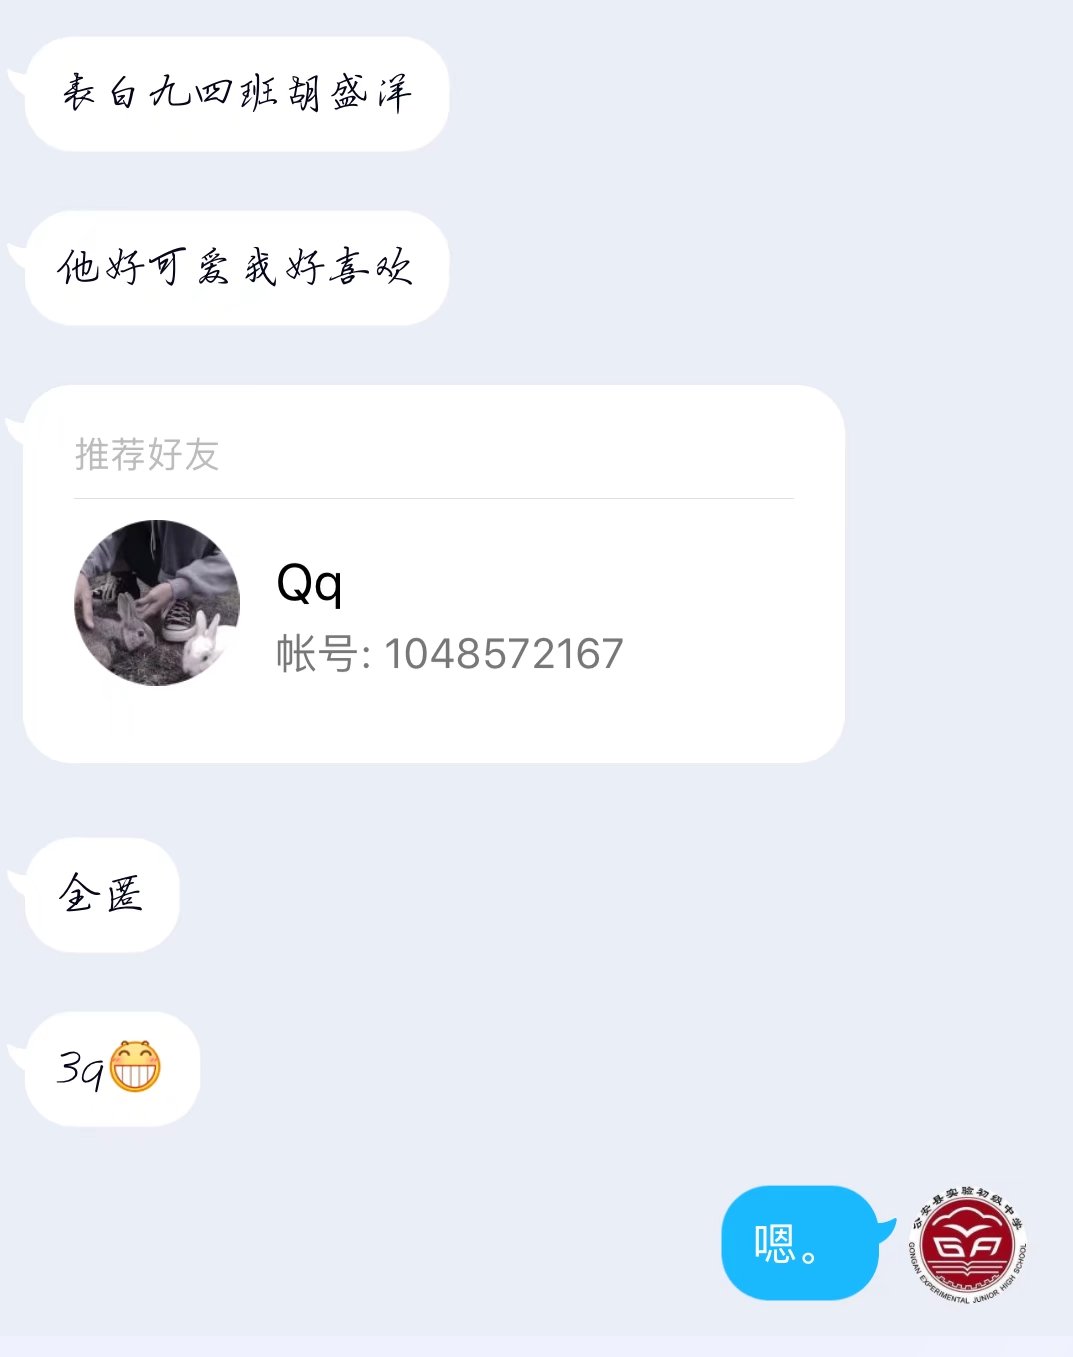 表白九四班胡盛洋
他好可爱我好喜欢
推荐好友
Qq
帐号: 1048572167
全匿
3q
嗯。
公安县实验初级中学
GA
GONGAN EXPERIMENTAL JUNIOR HIGH SCHOOL